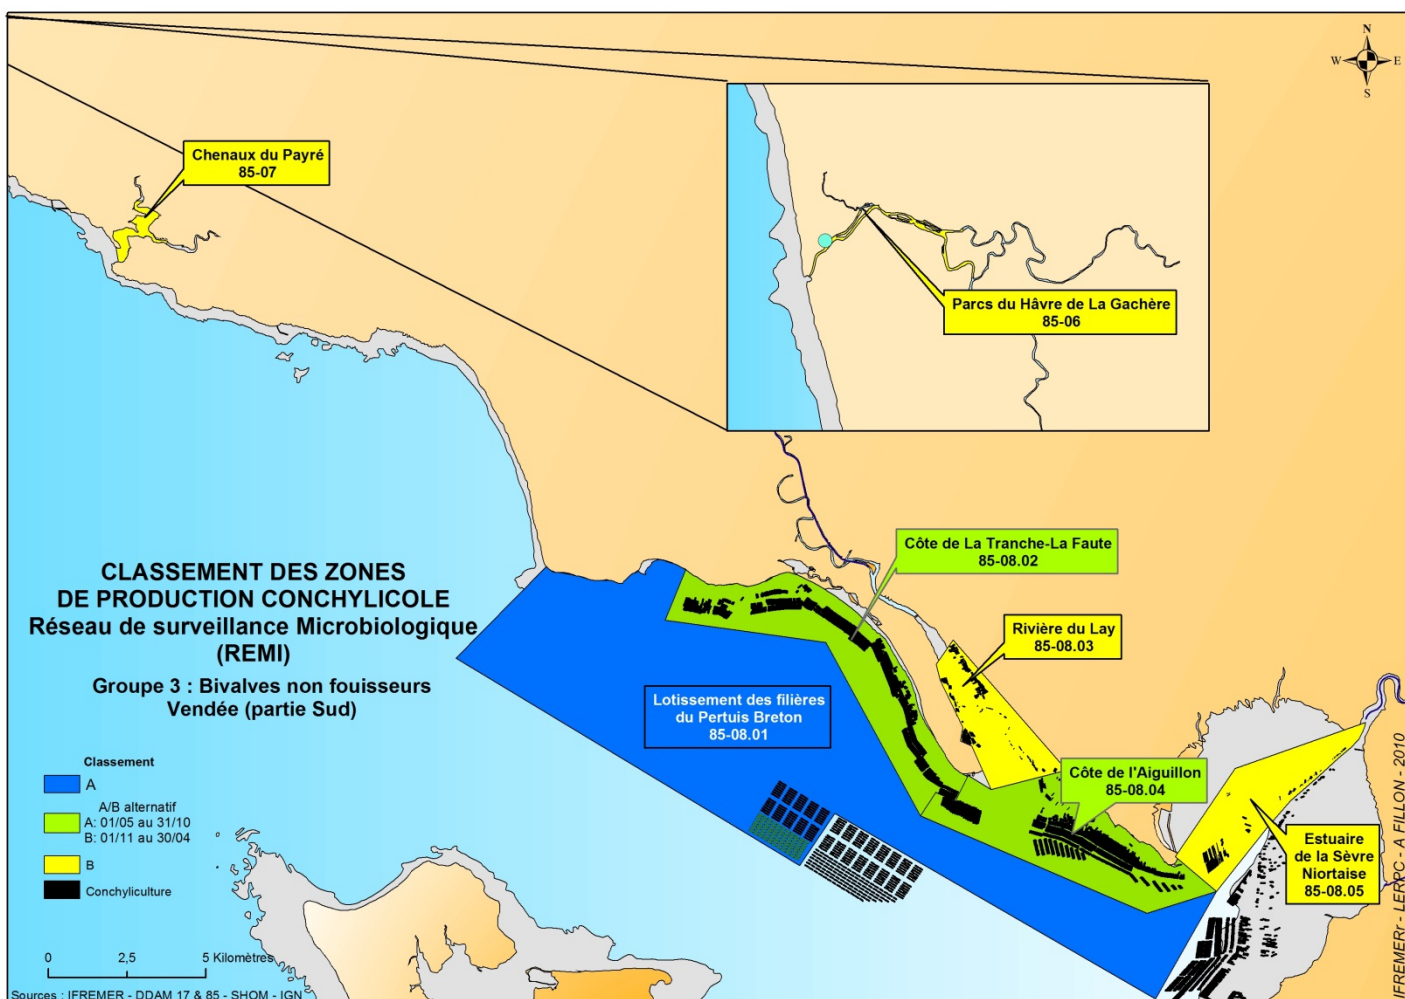 N
W
E
S
Chenaux du Payré
85-07
Parcs du Hâvre de La Gachère
85-06
Côte de La Tranche-La Faute
85-08.02
Rivière du Lay
85-08.03
Lotissement des filières
du Pertuis Breton
85-08.01
Côte de l'Aiguillon
85-08.04
Estuaire
de la Sèvre
Niortaise
85-08.05
CLASSEMENT DES ZONES
DE PRODUCTION CONCHYLICOLE
Réseau de surveillance Microbiologique
(REMI)
Groupe 3 : Bivalves non fouisseurs
Vendée (partie Sud)
Classement
A
A/B alternatif
A: 01/05 au 31/10
B: 01/11 au 30/04
B
Conchyliculture
0 2,5 5 Kilomètres
Sources : IFREMER - DDAM 17 & 85 - SHOM - IGN
IFREMERr - LERPC - A FILLON - 2010